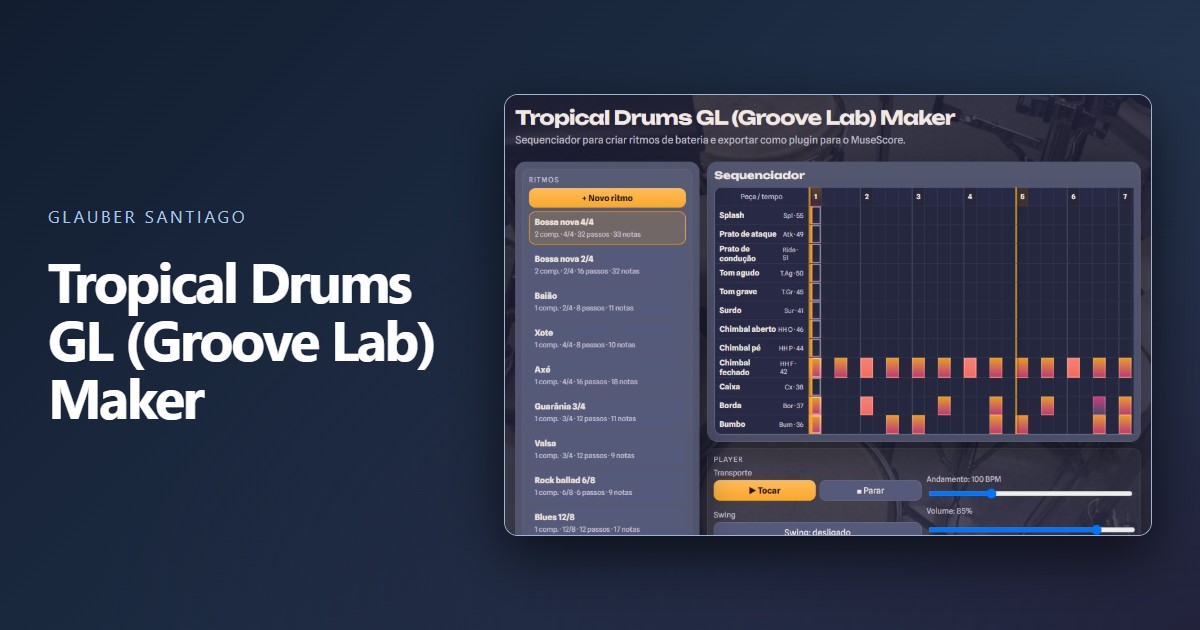 GLAUBER SANTIAGO
Tropical Drums
GL (Groove Lab)
Maker
Tropical Drums GL (Groove Lab) Maker
Sequenciador para criar ritmos de bateria e exportar como plugin para o MuseScore.
RITMOS
+ Novo ritmo
Bossa nova 4/4
2 comp. · 4/4 · 32 passos · 33 notas
Bossa nova 2/4
2 comp. · 2/4 · 16 passos · 32 notas
Baião
1 comp. · 2/4 · 8 passos · 11 notas
Xote
1 comp. · 4/4 · 8 passos · 10 notas
Axé
1 comp. · 4/4 · 16 passos · 18 notas
Guarânia 3/4
1 comp. · 3/4 · 12 passos · 11 notas
Valsa
1 comp. · 3/4 · 12 passos · 9 notas
Rock ballad 6/8
1 comp. · 6/8 · 6 passos · 9 notas
Blues 12/8
1 comp. · 12/8 · 12 passos · 17 notas
Sequenciador
Peça / tempo 1 2 3 4 5 6 7
Splash Spl · 55
Prato de ataque Atk · 49
Prato de condução Ride · 51
Tom agudo T.Ag · 50
Tom grave T.Gr · 45
Surdo Sur · 41
Chimbal aberto HH O · 46
Chimbal pé HH P · 44
Chimbal fechado HH F · 42
Caixa Cx · 38
Borda Bor · 37
Bumbo Bum · 36
PLAYER
Transporte
▶ Tocar
■ Parar
Andamento: 100 BPM
Swing
Volume: 85%
Swing: desligado